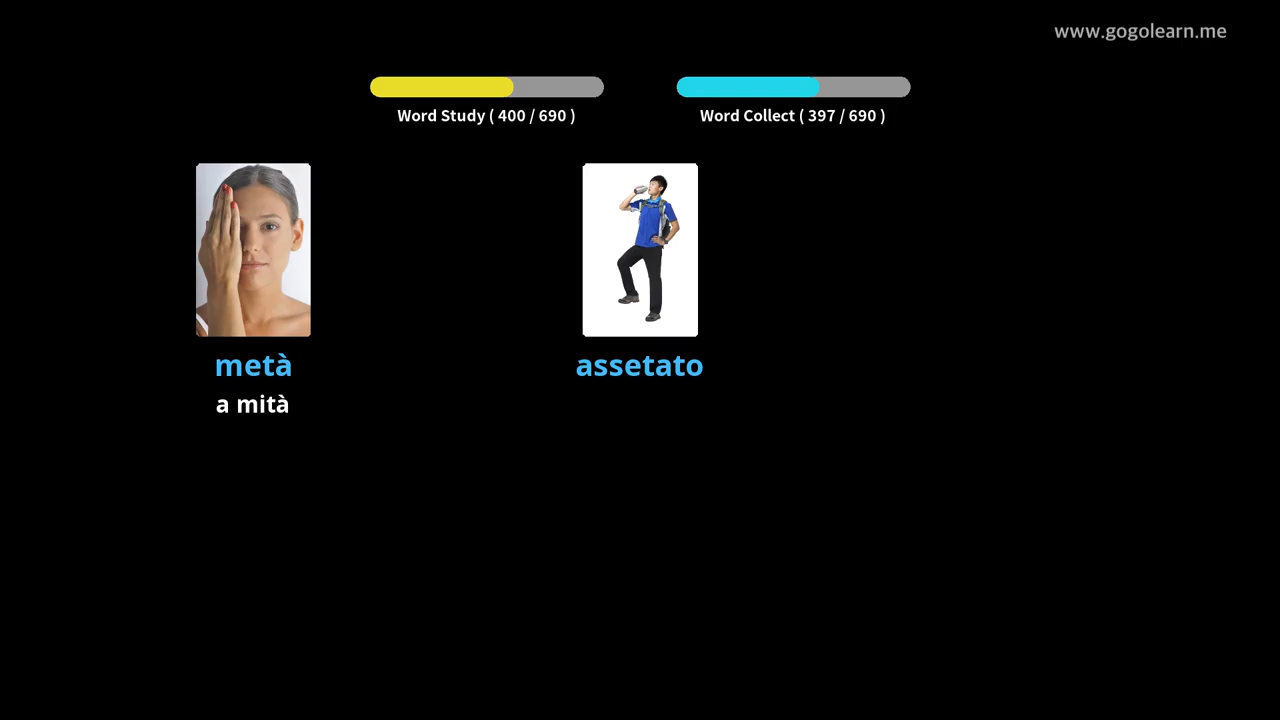 www.gogolearn.me
Word Study ( 400 / 690 )
Word Collect ( 397 / 690 )
metà
a mità
assetato